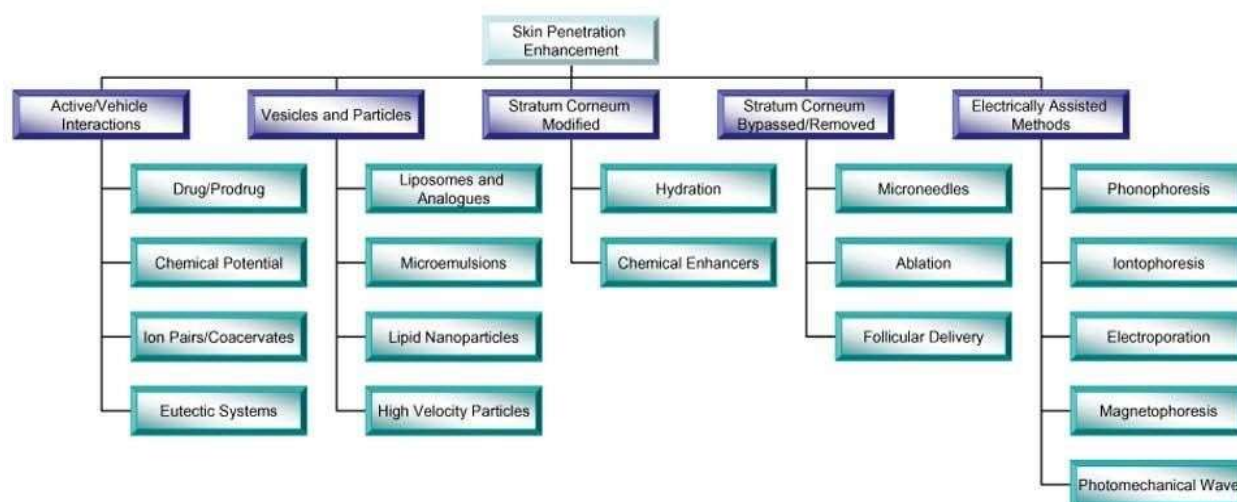 Skin Penetration
Enhancement
Active/Vehicle
Interactions
Vesicles and Particles
Stratum Corneum
Modified
Stratum Corneum
Bypassed/Removed
Electrically Assisted
Methods
Drug/Prodrug
Liposomes and
Analogues
Hydration
Microneedles
Phonophoresis
Chemical Potential
Microemulsions
Chemical Enhancers
Ablation
Iontophoresis
Ion Pairs/Coacervates
Lipid Nanoparticles
Follicular Delivery
Electroporation
Eutectic Systems
High Velocity Particles
Magnetophoresis
Photomechanical Wave